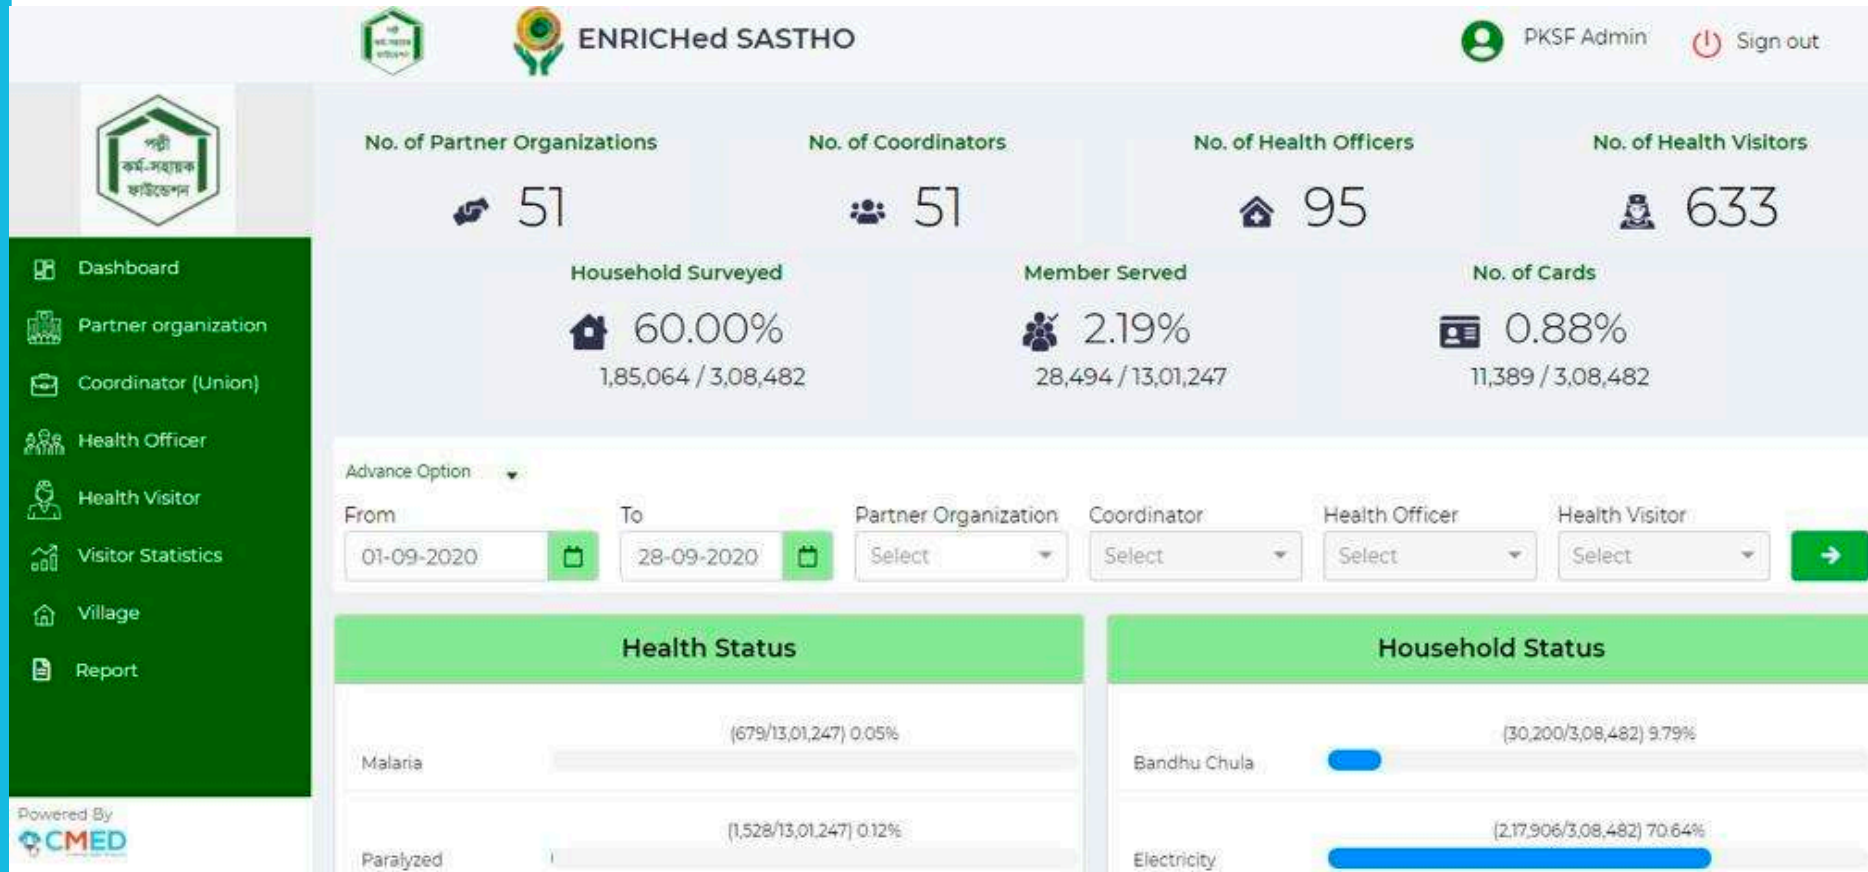 ENRICHed SASTHO
PKSF Admin
Sign out
পল্লী
কর্ম-সহায়ক
ফাউন্ডেশন
No. of Partner Organizations
51
No. of Coordinators
51
No. of Health Officers
95
No. of Health Visitors
633
Household Surveyed
60.00%
1,85,064 / 3,08,482
Member Served
2.19%
28,494 / 13,01,247
No. of Cards
0.88%
11,389 / 3,08,482
Dashboard
Partner organization
Coordinator (Union)
Health Officer
Health Visitor
Visitor Statistics
Village
Report
Powered By
CMED
Advance Option
From
01-09-2020
To
28-09-2020
Partner Organization
Select
Coordinator
Select
Health Officer
Select
Health Visitor
Select
Health Status
(679/13,01,247) 0.05%
Malaria
(1,528/13,01,247) 0.12%
Paralyzed
Household Status
(30,200/3,08,482) 9.79%
Bandhu Chula
(2,17,906/3,08,482) 70.64%
Electricity